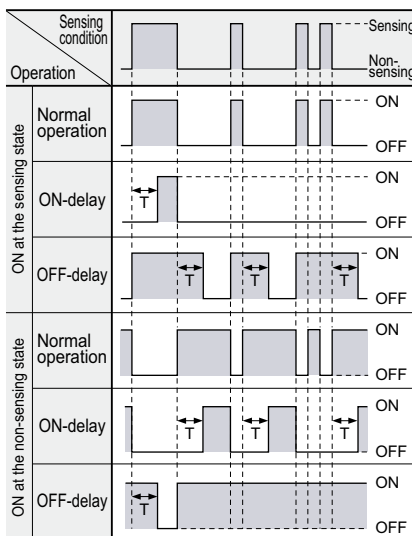 Sensing
condition
Operation
Sensing
Non-
sensing
ON at the sensing state
Normal
operation
ON
OFF
ON-delay
T
ON
OFF
OFF-delay
T
T
T
ON
OFF
ON at the non-sensing state
Normal
operation
ON
OFF
ON-delay
T
T
T
ON
OFF
OFF-delay
T
ON
OFF